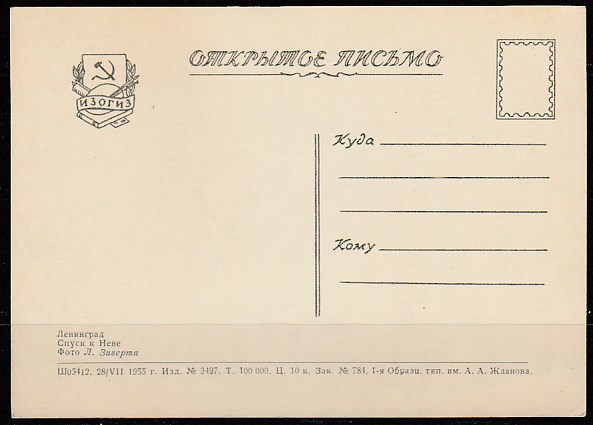 ОТКРЫТОЕ ПИСЬМО
ИЗОГИЗ
Куда
Кому
Ленинград
Спуск к Неве
Фото Л. Зиверта
Ш05412. 28/VII 1955 г. Изд. № 3497. Т. 100 000. Ц. 10 к. Зак. № 784. 1-я Образц. тип. им. А. А. Жданова.